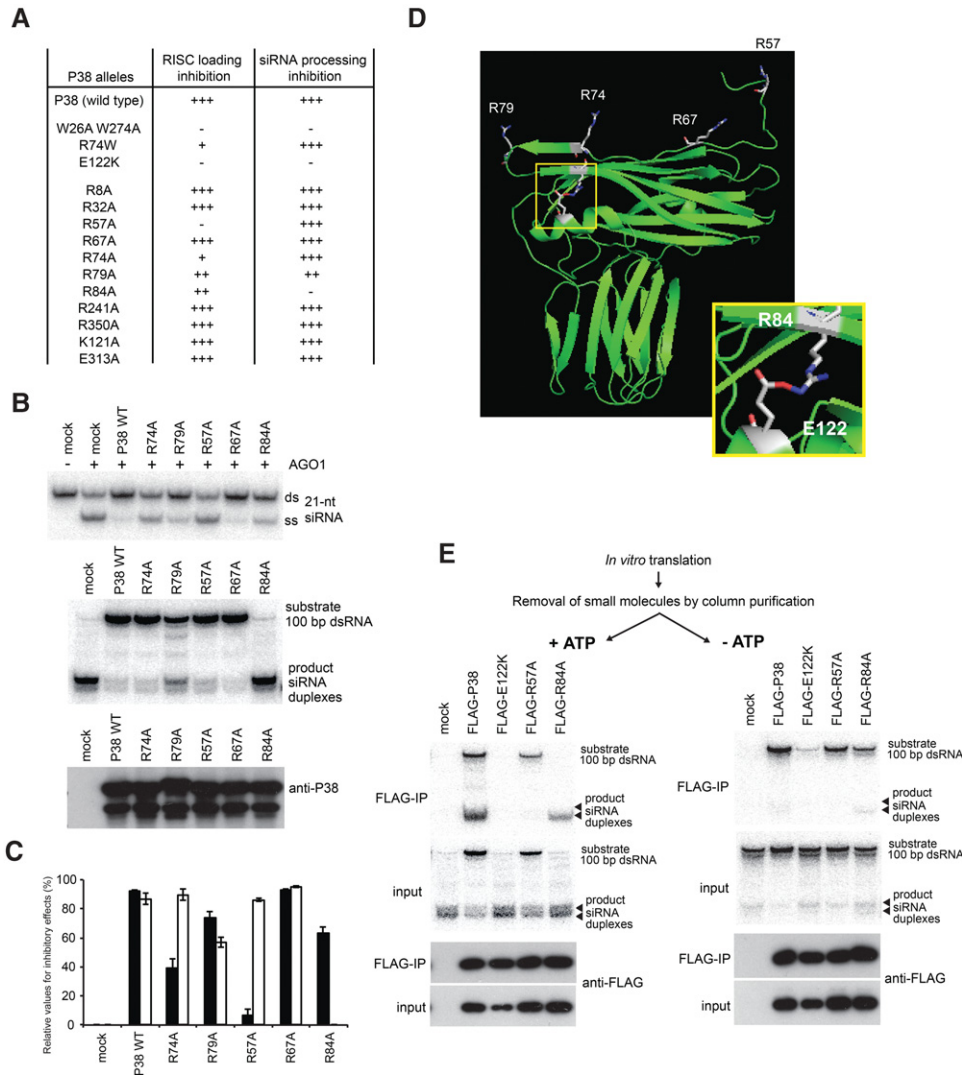 A
P38 alleles
RISC loading inhibition
siRNA processing inhibition
P38 (wild type) +++ +++
W26A W274A - -
R74W + +++
E122K - -
R8A +++ +++
R32A +++ +++
R57A - +++
R67A +++ +++
R74A + +++
R79A ++ ++
R84A ++ -
R241A +++ +++
R350A +++ +++
K121A +++ +++
E313A +++ +++
B
mock mock P38 WT R74A R79A R57A R67A R84A
- + + + + + + + AGO1
ds 21-nt
ss siRNA
mock P38 WT R74A R79A R57A R67A R84A
substrate
100 bp dsRNA
product
siRNA
duplexes
mock P38 WT R74A R79A R57A R67A R84A
anti-P38
C
Relative values for inhibitory effects (%)
100
80
60
40
20
0
mock P38 WT R74A R79A R57A R67A R84A
D
R57
R79
R74
R67
R84
E122
E
In vitro translation
Removal of small molecules by column purification
+ ATP
- ATP
mock FLAG-P38 FLAG-E122K FLAG-R57A FLAG-R84A
FLAG-IP
substrate
100 bp dsRNA
product
siRNA
duplexes
input
substrate
100 bp dsRNA
product
siRNA
duplexes
FLAG-IP
input
anti-FLAG
mock FLAG-P38 FLAG-E122K FLAG-R57A FLAG-R84A
FLAG-IP
substrate
100 bp dsRNA
product
siRNA
duplexes
input
substrate
100 bp dsRNA
product
siRNA
duplexes
FLAG-IP
input
anti-FLAG